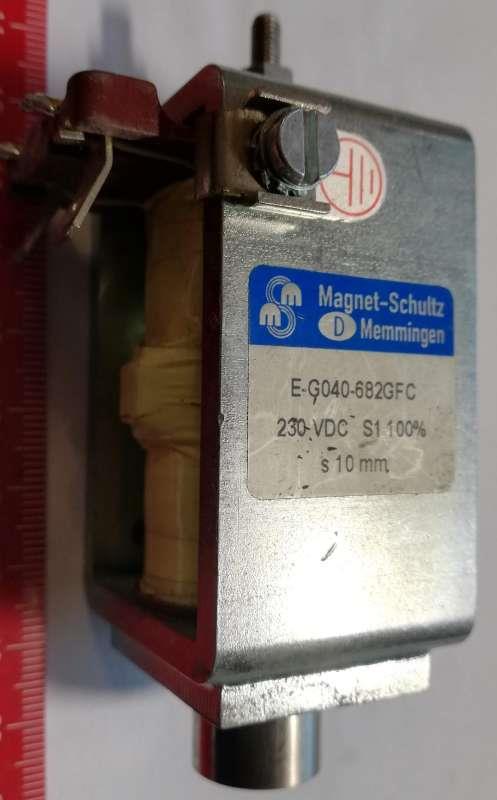 Magnet-Schultz
D Memmingen
E-G040-682GFC
230 VDC S1 100%
s 10 mm